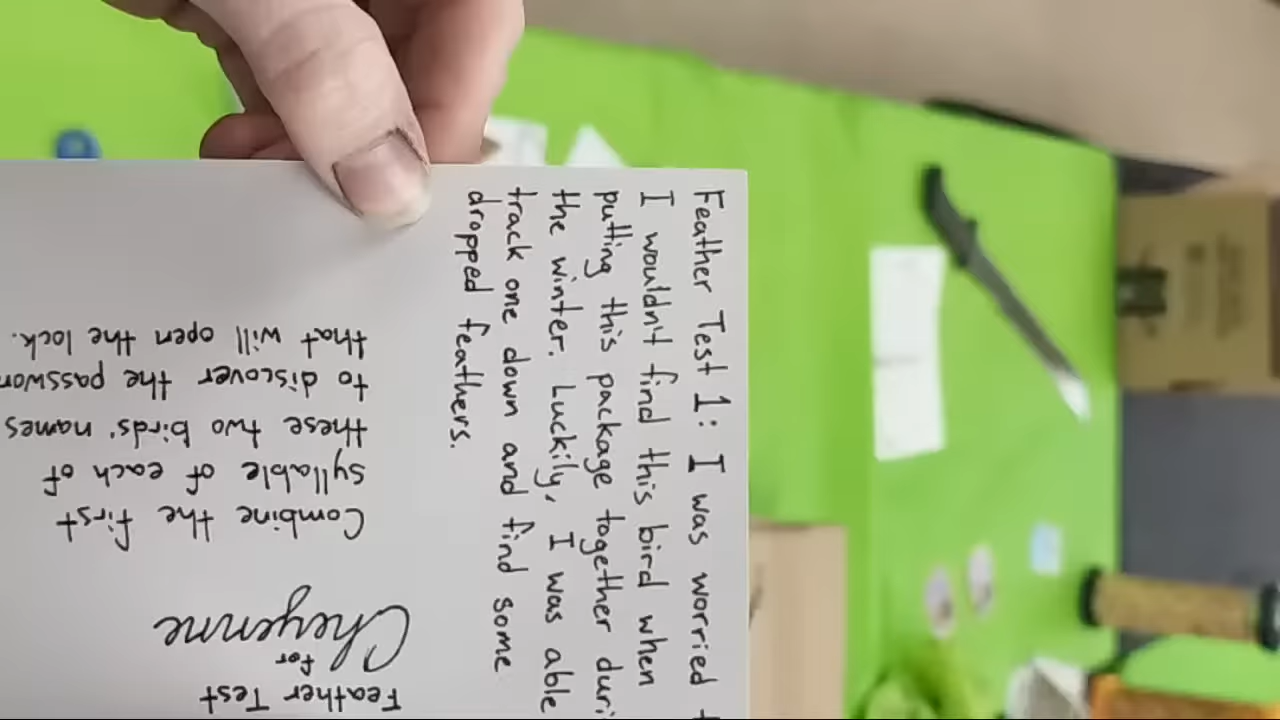 Feather Test
for
Cheyenne
Combine the first
syllable of each of
these two birds' names
to discover the
that will open the lock.
Feather Test 1: I was worried
I wouldn't find this bird when
putting this package together
the winter. Luckily, I was able
track one down and find some
dropped feathers.